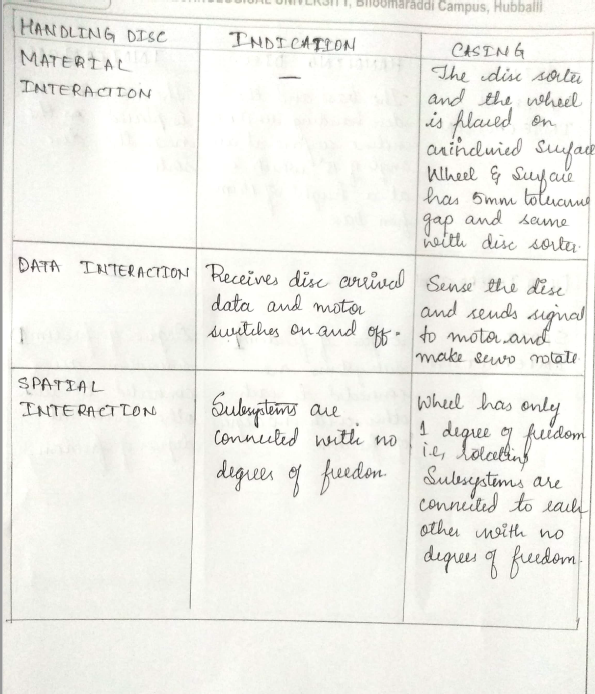 UNIVERSITY, Bhoomaraddi Campus, Hubballi
HANDLING DISC
MATERIAL
INTERACTION
INDICATION
—
CASING
The disc sorter
and the wheel
is placed on
an inclined Surface
Wheel & Surface
has 5mm tolerance
gap and same
with disc sorter.
DATA INTERACTION
Receives disc arrival
data and motor
switches on and off.
Sense the disc
and sends signal
to motor and
make servo rotate
SPATIAL
INTERACTION
Subsystems are
connected with no
degrees of freedom
Wheel has only
1 degree of freedom
i.e, rotating
Subsystems are
connected to each
other with no
degrees of freedom.